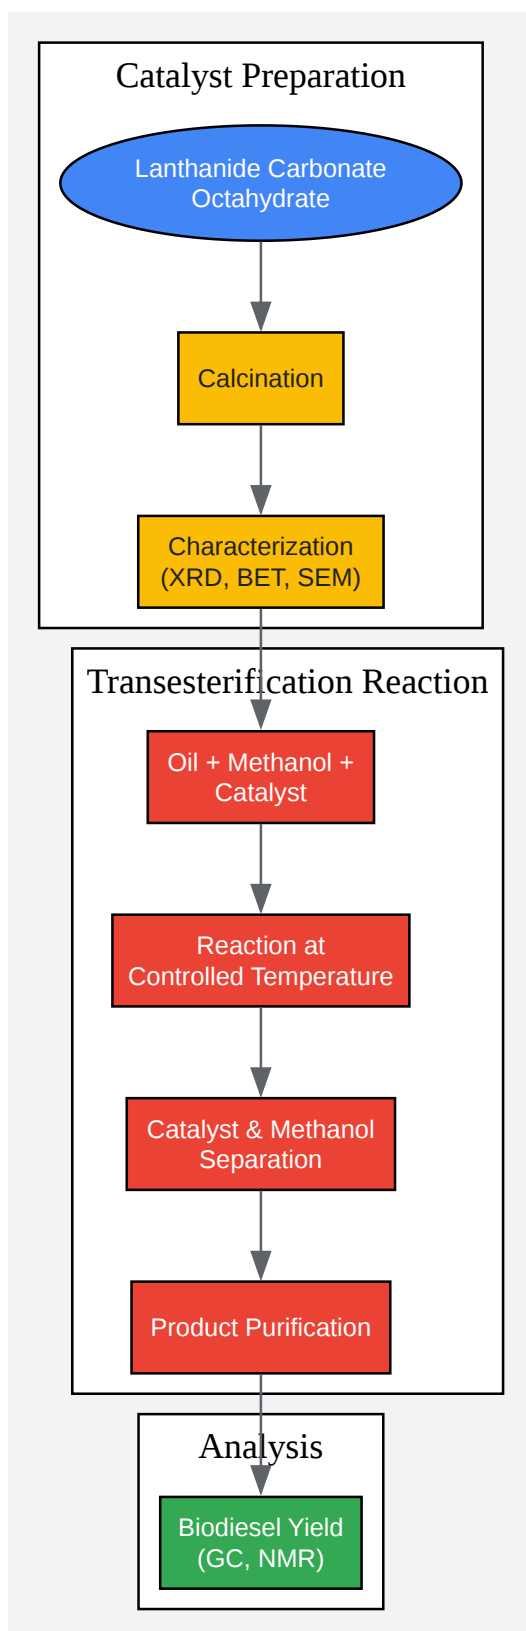 Catalyst Preparation
Lanthanide Carbonate
Octahydrate
Calcination
Characterization
(XRD, BET, SEM)
Transesterification Reaction
Oil + Methanol +
Catalyst
Reaction at
Controlled Temperature
Catalyst & Methanol
Separation
Product Purification
Analysis
Biodiesel Yield
(GC, NMR)